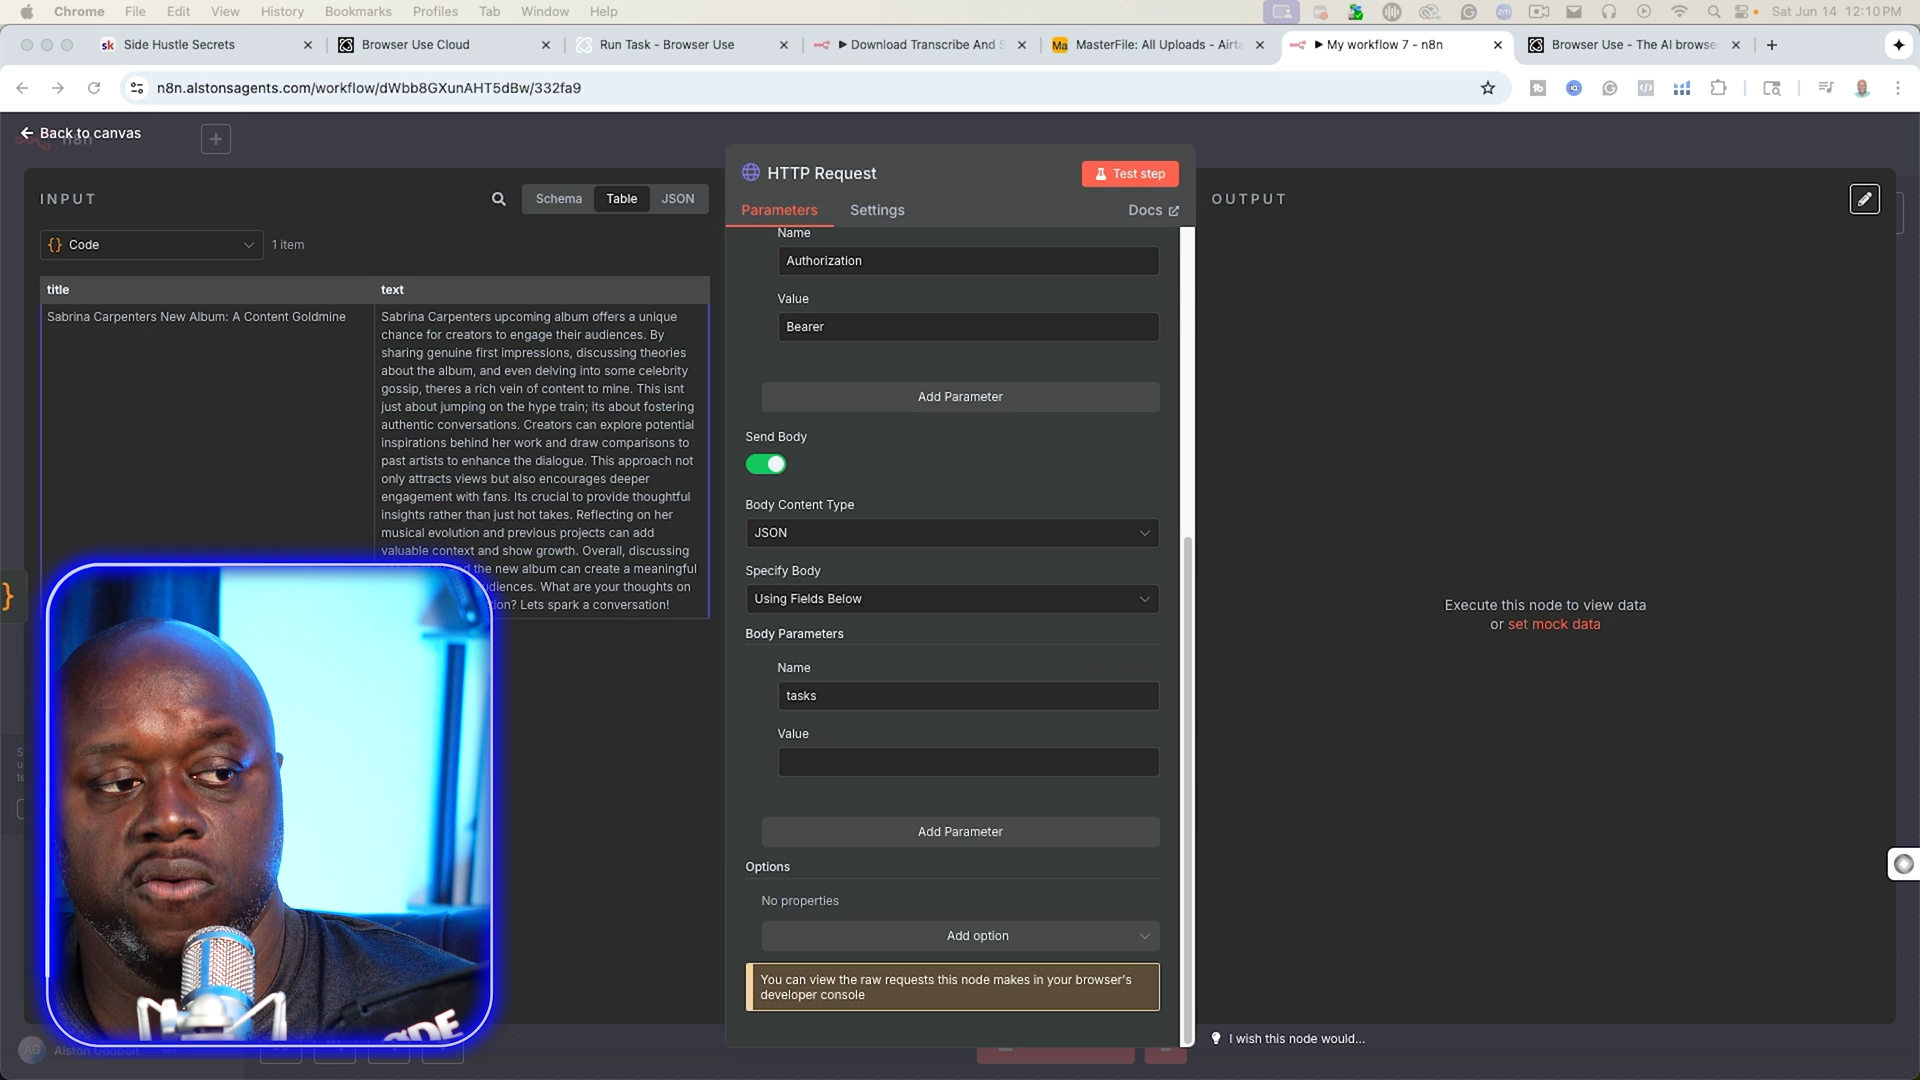 Chrome File Edit View History Bookmarks Profiles Tab Window Help Sat Jun 14 12:10 PM
Side Hustle Secrets
Browser Use Cloud
Run Task - Browser Use
Download Transcribe And S
MasterFile: All Uploads - Airta
My workflow 7 - n8n
Browser Use - The AI browse
n8n.alstonsagents.com/workflow/dWbb8GXunAHT5dBw/332fa9
Back to canvas
INPUT
Schema Table JSON
Code
1 item
title text
Sabrina Carpenters New Album: A Content Goldmine
Sabrina Carpenters upcoming album offers a unique
chance for creators to engage their audiences. By
sharing genuine first impressions, discussing theories
about the album, and even delving into some celebrity
gossip, theres a rich vein of content to mine. This isnt
just about jumping on the hype train; its about fostering
authentic conversations. Creators can explore potential
inspirations behind her work and draw comparisons to
past artists to enhance the dialogue. This approach not
only attracts views but also encourages deeper
engagement with fans. Its crucial to provide thoughtful
insights rather than just hot takes. Reflecting on her
musical evolution and previous projects can add
valuable context and show growth. Overall, discussing
the new album can create a meaningful
What are your thoughts on
Lets spark a conversation!
HTTP Request
Test step
Parameters Settings Docs
Name
Authorization
Value
Bearer
Add Parameter
Send Body
Body Content Type
JSON
Specify Body
Using Fields Below
Body Parameters
Name
tasks
Value
Add Parameter
Options
No properties
Add option
You can view the raw requests this node makes in your browser's
developer console
OUTPUT
Execute this node to view data
or set mock data
I wish this node would...